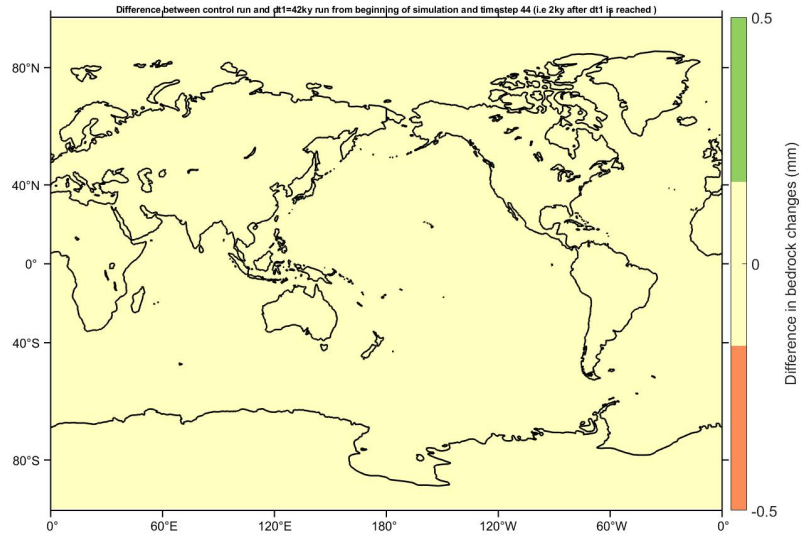 Difference between control run and dt1=42ky run from beginning of simulation and timestep 44 (i.e 2ky after dt1 is reached )
80°N
40°N
0°
40°S
80°S
0°
60°E
120°E
180°
120°W
60°W
0°
0.5
0
-0.5
Difference in bedrock changes (mm)